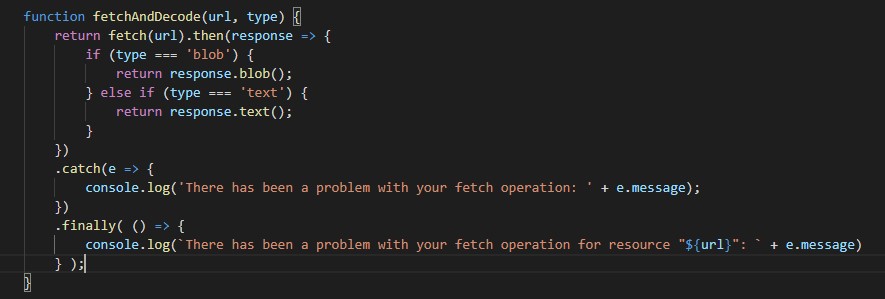 function fetchAndDecode(url, type) {
    return fetch(url).then(response => {
        if (type === 'blob') {
            return response.blob();
        } else if (type === 'text') {
            return response.text();
        }
    })
    .catch(e => {
        console.log('There has been a problem with your fetch operation: ' + e.message);
    })
    .finally( () => {
        console.log(`There has been a problem with your fetch operation for resource "${url}": ` + e.message)
    } );
}